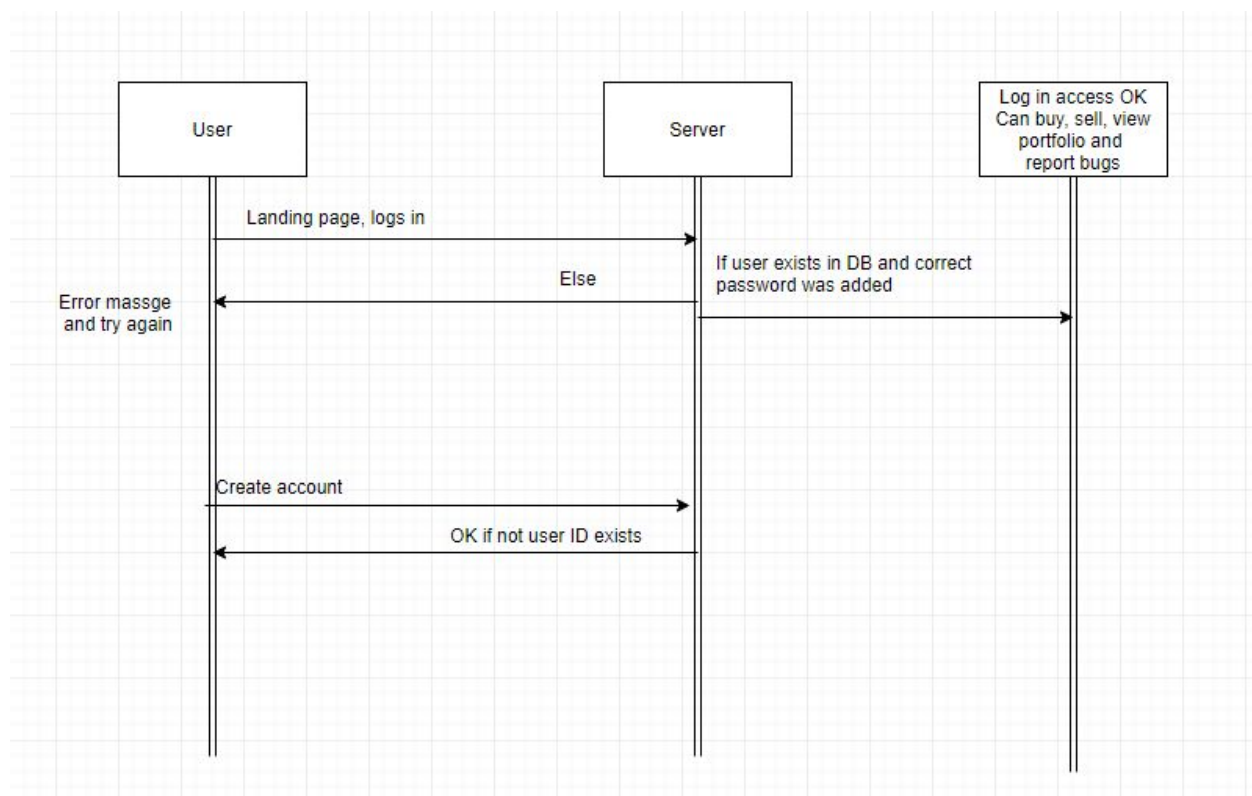 User
Server
Log in access OK
Can buy, sell, view
portfolio and
report bugs
Landing page, logs in
If user exists in DB and correct
password was added
Else
Error massge
and try again
Create account
OK if not user ID exists